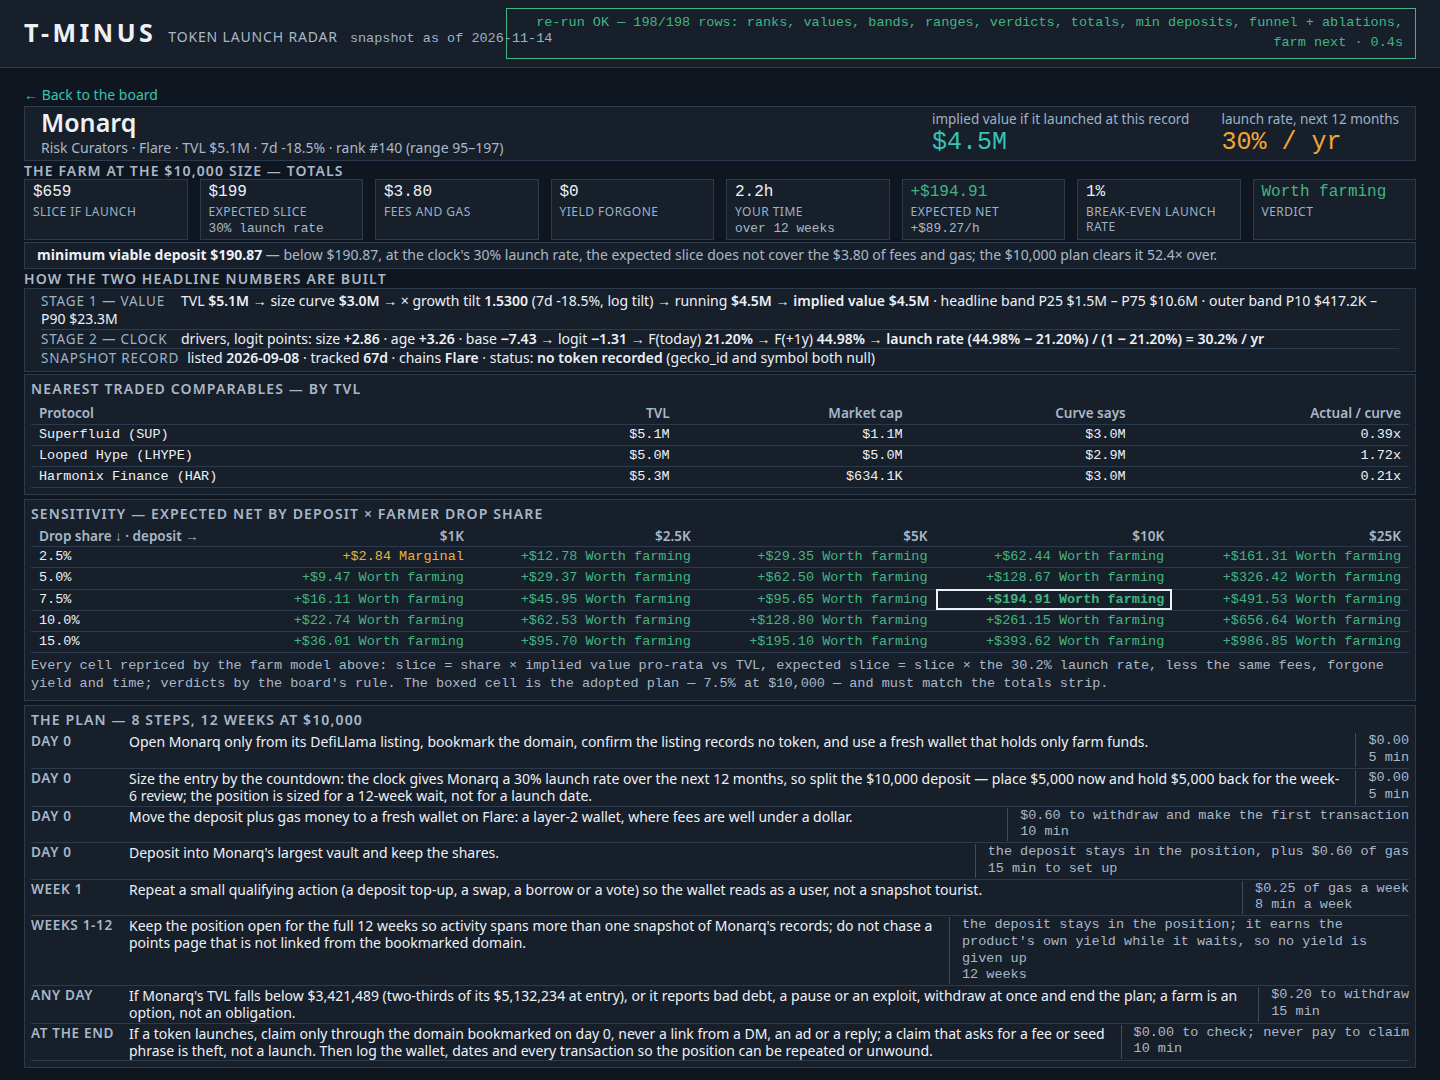 T-MINUS TOKEN LAUNCH RADAR snapshot as of 2026-11-14
re-run OK — 198/198 rows: ranks, values, bands, ranges, verdicts, totals, min deposits, funnel + ablations,
farm next · 0.4s
← Back to the board
Monarq
Risk Curators · Flare · TVL $5.1M · 7d -18.5% · rank #140 (range 95–197)
implied value if it launched at this record
$4.5M
launch rate, next 12 months
30% / yr
THE FARM AT THE $10,000 SIZE — TOTALS
$659
SLICE IF LAUNCH
$199
EXPECTED SLICE
30% launch rate
$3.80
FEES AND GAS
$0
YIELD FORGONE
2.2h
YOUR TIME
over 12 weeks
+$194.91
EXPECTED NET
+$89.27/h
1%
BREAK-EVEN LAUNCH
RATE
Worth farming
VERDICT
minimum viable deposit $190.87 — below $190.87, at the clock's 30% launch rate, the expected slice does not cover the $3.80 of fees and gas; the $10,000 plan clears it 52.4× over.
HOW THE TWO HEADLINE NUMBERS ARE BUILT
STAGE 1 — VALUE TVL $5.1M → size curve $3.0M → × growth tilt 1.5300 (7d -18.5%, log tilt) → running $4.5M → implied value $4.5M · headline band P25 $1.5M – P75 $10.6M · outer band P10 $417.2K –
P90 $23.3M
STAGE 2 — CLOCK drivers, logit points: size +2.86 · age +3.26 · base −7.43 → logit −1.31 → F(today) 21.20% → F(+1y) 44.98% → launch rate (44.98% − 21.20%) / (1 − 21.20%) = 30.2% / yr
SNAPSHOT RECORD listed 2026-09-08 · tracked 67d · chains Flare · status: no token recorded (gecko_id and symbol both null)
NEAREST TRADED COMPARABLES — BY TVL
Protocol TVL Market cap Curve says Actual / curve
Superfluid (SUP) $5.1M $1.1M $3.0M 0.39x
Looped Hype (LHYPE) $5.0M $5.0M $2.9M 1.72x
Harmonix Finance (HAR) $5.3M $634.1K $3.0M 0.21x
SENSITIVITY — EXPECTED NET BY DEPOSIT × FARMER DROP SHARE
Drop share ↓ · deposit → $1K $2.5K $5K $10K $25K
2.5% +$2.84 Marginal +$12.78 Worth farming +$29.35 Worth farming +$62.44 Worth farming +$161.31 Worth farming
5.0% +$9.47 Worth farming +$29.37 Worth farming +$62.50 Worth farming +$128.67 Worth farming +$326.42 Worth farming
7.5% +$16.11 Worth farming +$45.95 Worth farming +$95.65 Worth farming +$194.91 Worth farming +$491.53 Worth farming
10.0% +$22.74 Worth farming +$62.53 Worth farming +$128.80 Worth farming +$261.15 Worth farming +$656.64 Worth farming
15.0% +$36.01 Worth farming +$95.70 Worth farming +$195.10 Worth farming +$393.62 Worth farming +$986.85 Worth farming
Every cell repriced by the farm model above: slice = share × implied value pro-rata vs TVL, expected slice = slice × the 30.2% launch rate, less the same fees, forgone
yield and time; verdicts by the board's rule. The boxed cell is the adopted plan — 7.5% at $10,000 — and must match the totals strip.
THE PLAN — 8 STEPS, 12 WEEKS AT $10,000
DAY 0 Open Monarq only from its DefiLlama listing, bookmark the domain, confirm the listing records no token, and use a fresh wallet that holds only farm funds. $0.00
5 min
DAY 0 Size the entry by the countdown: the clock gives Monarq a 30% launch rate over the next 12 months, so split the $10,000 deposit — place $5,000 now and hold $5,000 back for the week- $0.00
6 review; the position is sized for a 12-week wait, not for a launch date. 5 min
DAY 0 Move the deposit plus gas money to a fresh wallet on Flare: a layer-2 wallet, where fees are well under a dollar. $0.60 to withdraw and make the first transaction
10 min
DAY 0 Deposit into Monarq's largest vault and keep the shares. the deposit stays in the position, plus $0.60 of gas
15 min to set up
WEEK 1 Repeat a small qualifying action (a deposit top-up, a swap, a borrow or a vote) so the wallet reads as a user, not a snapshot tourist. $0.25 of gas a week
8 min a week
WEEKS 1-12 Keep the position open for the full 12 weeks so activity spans more than one snapshot of Monarq's records; do not chase a the deposit stays in the position; it earns the
points page that is not linked from the bookmarked domain. product's own yield while it waits, so no yield is
given up
12 weeks
ANY DAY If Monarq's TVL falls below $3,421,489 (two-thirds of its $5,132,234 at entry), or it reports bad debt, a pause or an exploit, withdraw at once and end the plan; a farm is an $0.20 to withdraw
option, not an obligation. 15 min
AT THE END If a token launches, claim only through the domain bookmarked on day 0, never a link from a DM, an ad or a reply; a claim that asks for a fee or seed $0.00 to check; never pay to claim
phrase is theft, not a launch. Then log the wallet, dates and every transaction so the position can be repeated or unwound. 10 min